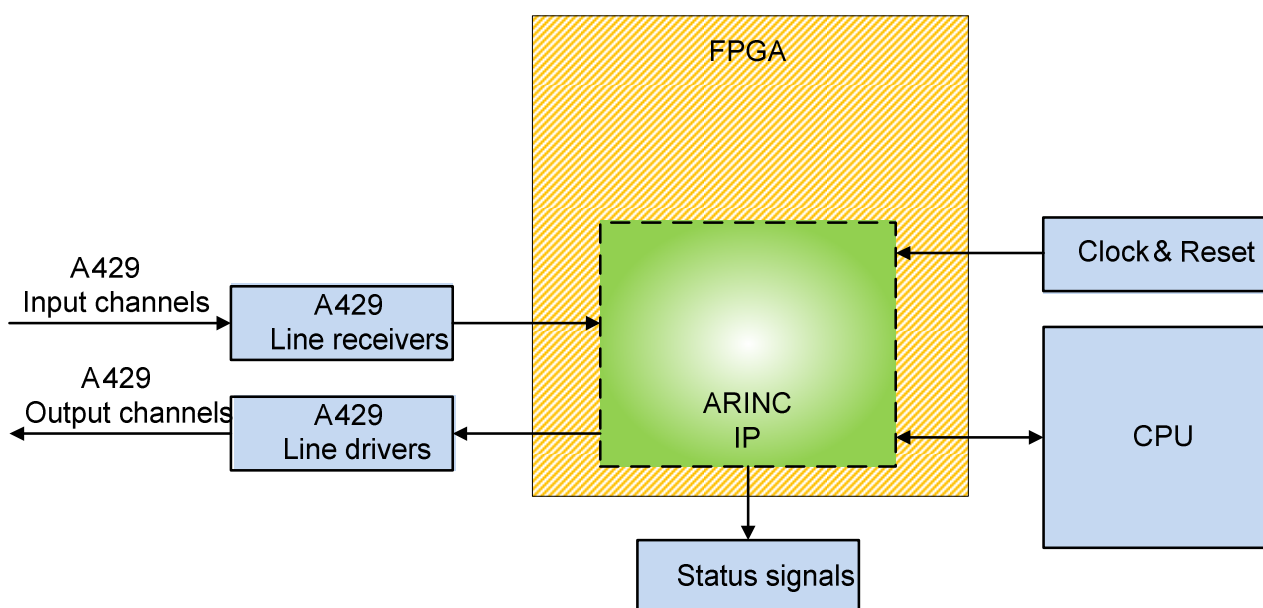 FPGA
Clock & Reset
A429
Input channels
A429
Line receivers
A429
Output channels
A429
Line drivers
ARINC
IP
CPU
Status signals